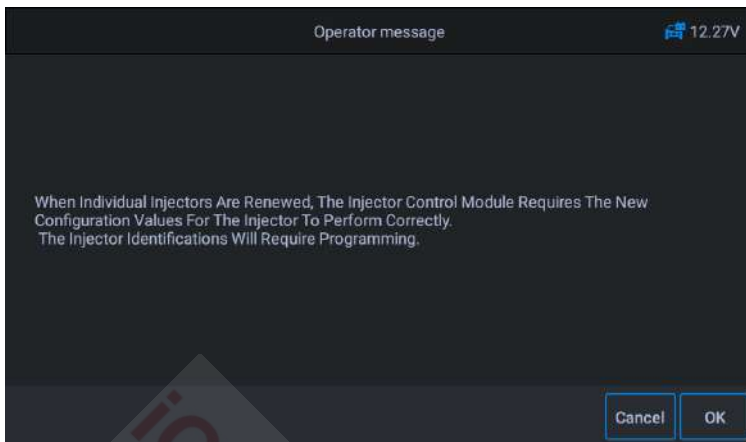 Operator message
12.27V
When Individual Injectors Are Renewed, The Injector Control Module Requires The New
Configuration Values For The Injector To Perform Correctly.
The Injector Identifications Will Require Programming.
Cancel
OK